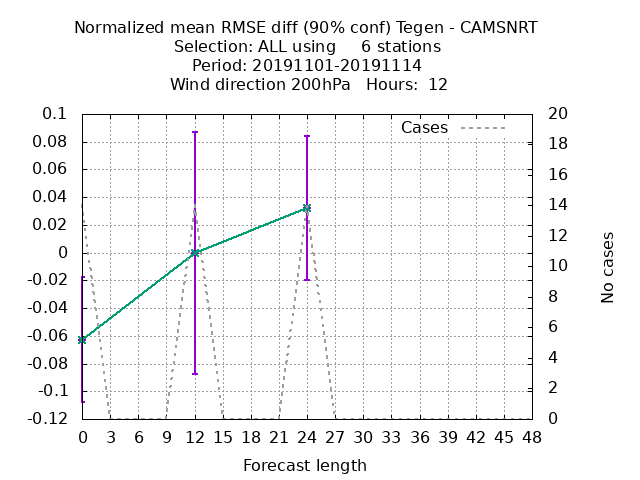 Normalized mean RMSE diff (90% conf) Tegen - CAMSNRT
Selection: ALL using     6 stations
Period: 20191101-20191114
Wind direction 200hPa   Hours:  12
Cases
0.1
0.08
0.06
0.04
0.02
0
-0.02
-0.04
-0.06
-0.08
-0.1
-0.12
20
18
16
14
12
10
8
6
4
2
0
No cases
0 3 6 9 12 15 18 21 24 27 30 33 36 39 42 45 48
Forecast length